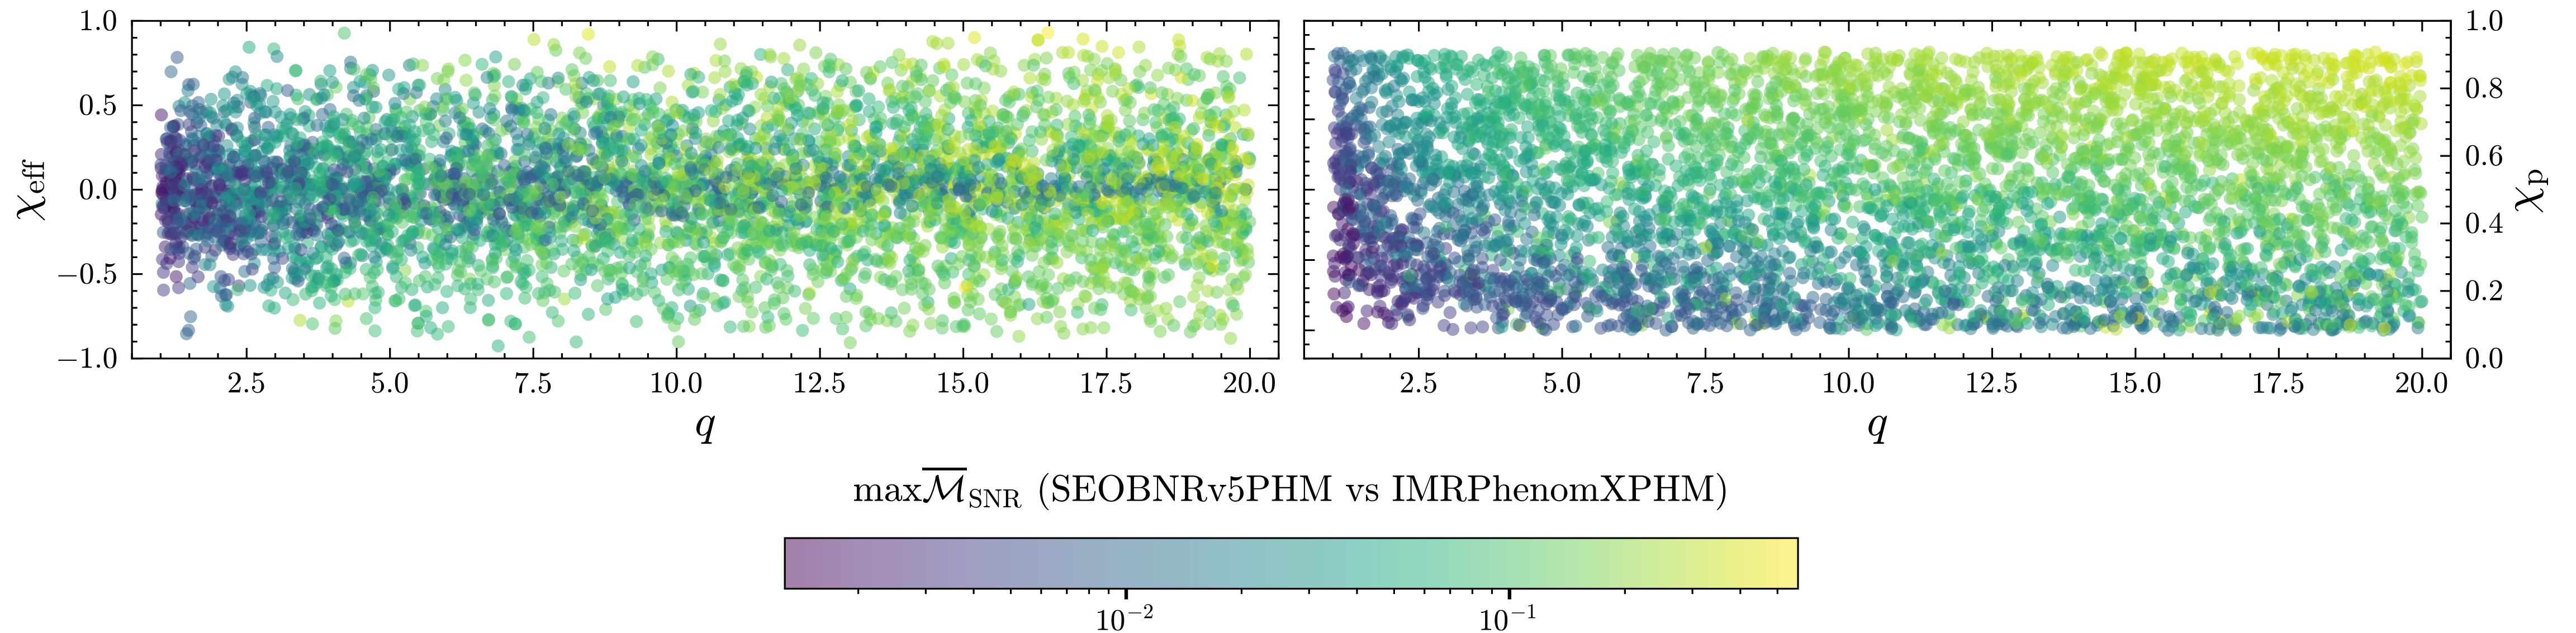 1.0
0.5
0.0
−0.5
−1.0
χeff
2.5 5.0 7.5 10.0 12.5 15.0 17.5 20.0
q
1.0
0.8
0.6
0.4
0.2
0.0
χp
2.5 5.0 7.5 10.0 12.5 15.0 17.5 20.0
q
max𝓜̅SNR (SEOBNRv5PHM vs IMRPhenomXPHM)
10⁻² 10⁻¹